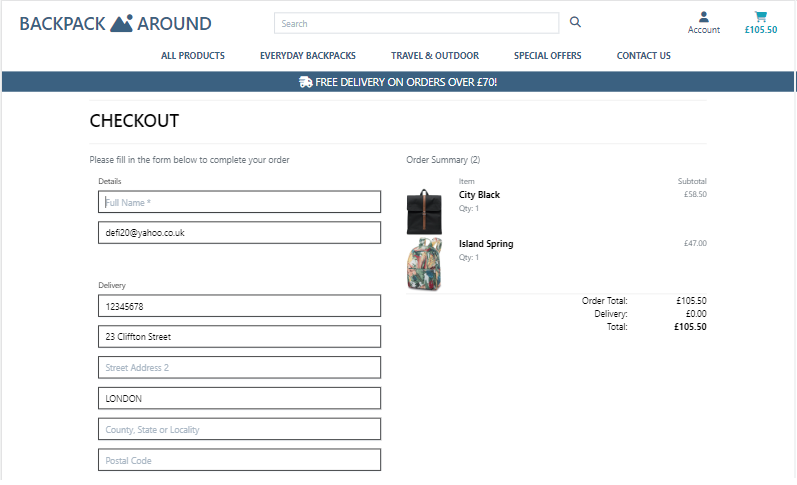 BACKPACK AROUND
Search
Account
£105.50
ALL PRODUCTS EVERYDAY BACKPACKS TRAVEL & OUTDOOR SPECIAL OFFERS CONTACT US
FREE DELIVERY ON ORDERS OVER £70!
CHECKOUT
Please fill in the form below to complete your order
Details
Full Name *
defi20@yahoo.co.uk
Delivery
12345678
23 Cliffton Street
Street Address 2
LONDON
County, State or Locality
Postal Code
Order Summary (2)
Item Subtotal
City Black £58.50
Qty: 1
Island Spring £47.00
Qty: 1
Order Total: £105.50
Delivery: £0.00
Total: £105.50